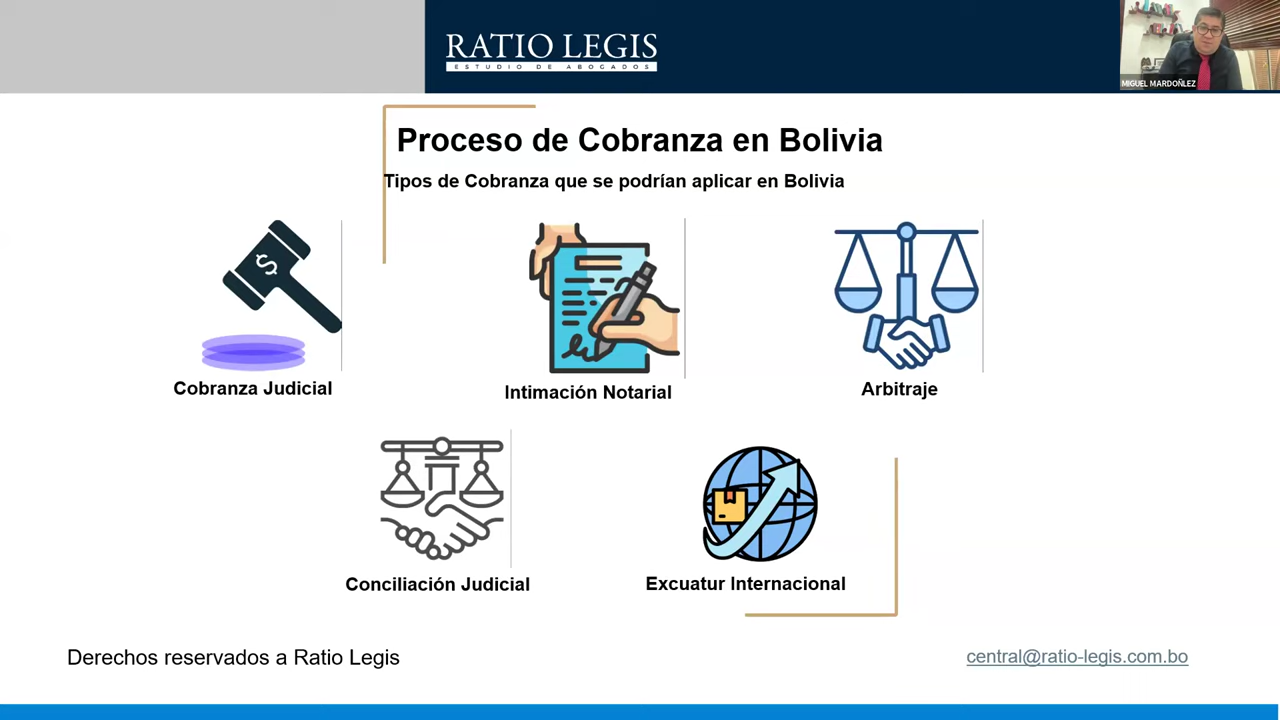 RATIO LEGIS
ESTUDIO DE ABOGADOS
MIGUEL MARDOÑLEZ
Proceso de Cobranza en Bolivia
Tipos de Cobranza que se podrían aplicar en Bolivia
$
Cobranza Judicial
Intimación Notarial
Arbitraje
Conciliación Judicial
Excuatur Internacional
Derechos reservados a Ratio Legis
central@ratio-legis.com.bo